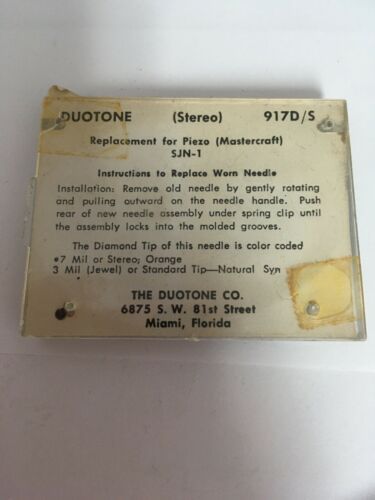 DUOTONE (Stereo) 917D/S
Replacement for Piezo (Mastercraft)
SJN-1
Instructions to Replace Worn Needle
Installation: Remove old needle by gently rotating
and pulling outward on the needle handle. Push
rear of new needle assembly under spring clip until
the assembly locks into the molded grooves.
The Diamond Tip of this needle is color coded
*7 Mil or Stereo; Orange
3 Mil (Jewel) or Standard Tip—Natural Syn
THE DUOTONE CO.
6875 S. W. 81st Street
Miami, Florida